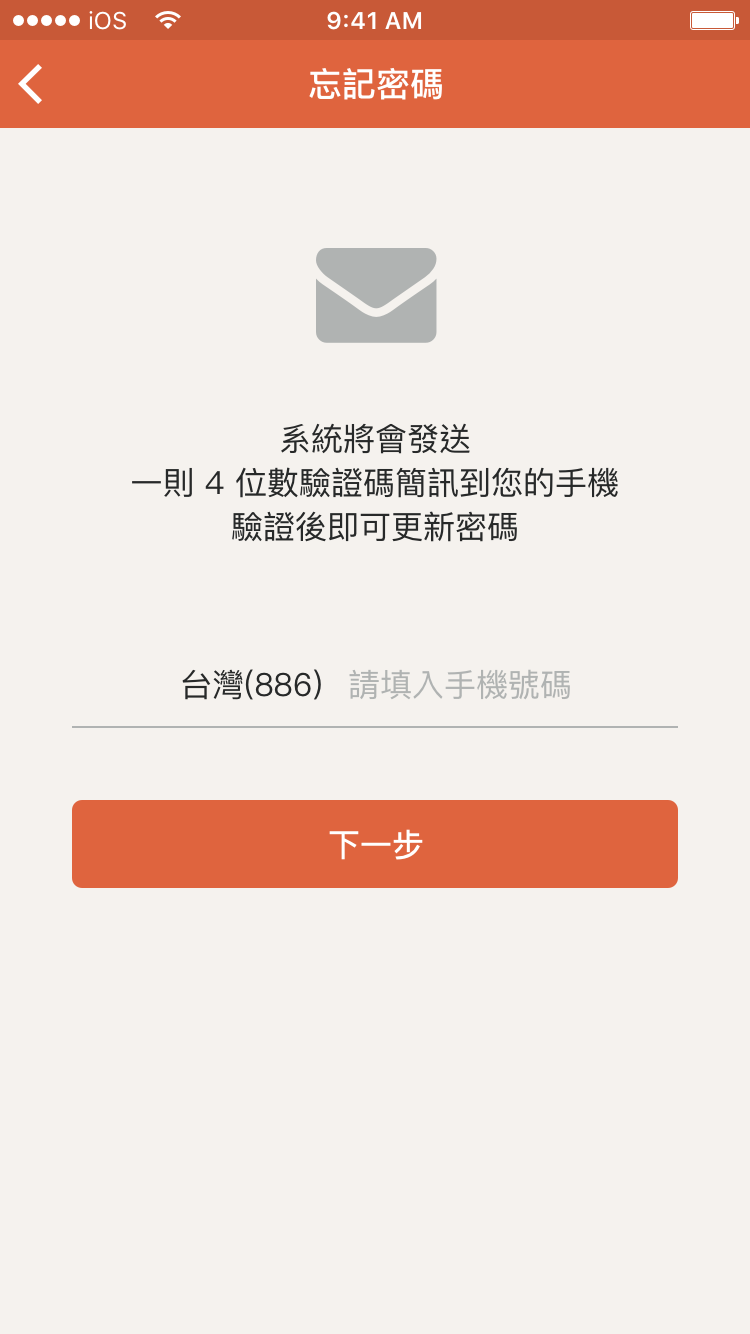 iOS 9:41 AM
忘記密碼
系統將會發送
一則 4 位數驗證碼簡訊到您的手機
驗證後即可更新密碼
台灣(886) 請填入手機號碼
下一步